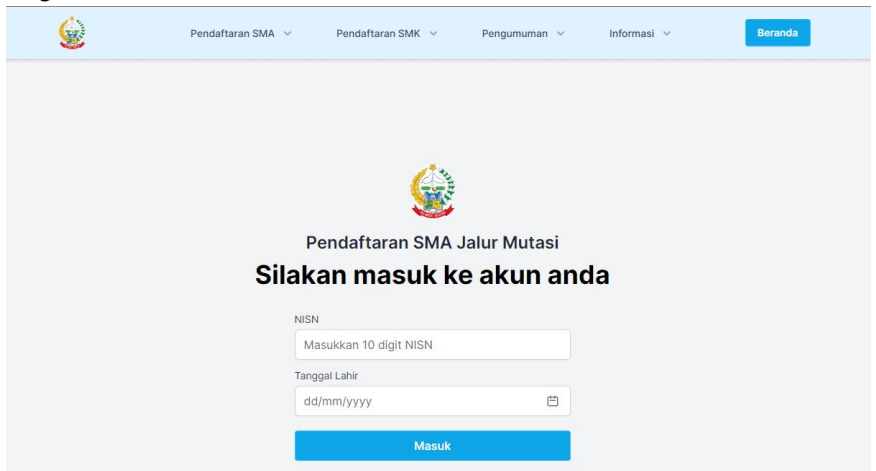 Pendaftaran SMA Pendaftaran SMK Pengumuman Informasi Beranda
Pendaftaran SMA Jalur Mutasi
Silakan masuk ke akun anda
NISN
Masukkan 10 digit NISN
Tanggal Lahir
dd/mm/yyyy
Masuk